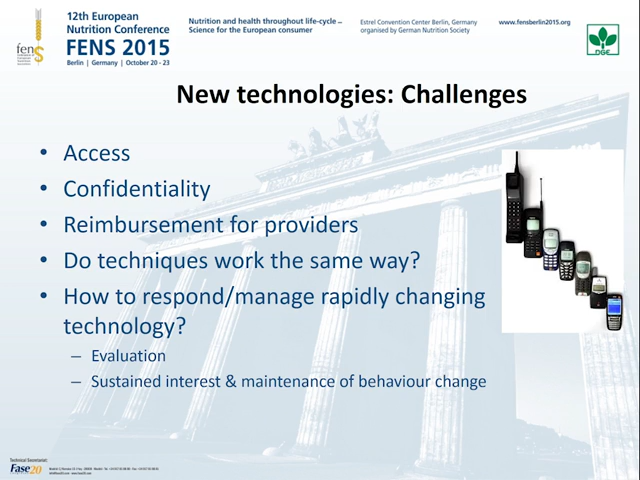 fens
12th European
Nutrition Conference
FENS 2015
Berlin | Germany | October 20 - 23
Nutrition and health throughout life-cycle –
Science for the European consumer
Estrel Convention Center Berlin, Germany
organised by German Nutrition Society
www.fensberlin2015.org
DGE
New technologies: Challenges
• Access
• Confidentiality
• Reimbursement for providers
• Do techniques work the same way?
• How to respond/manage rapidly changing
technology?
– Evaluation
– Sustained interest & maintenance of behaviour change
Technical Secretariat:
Fase20